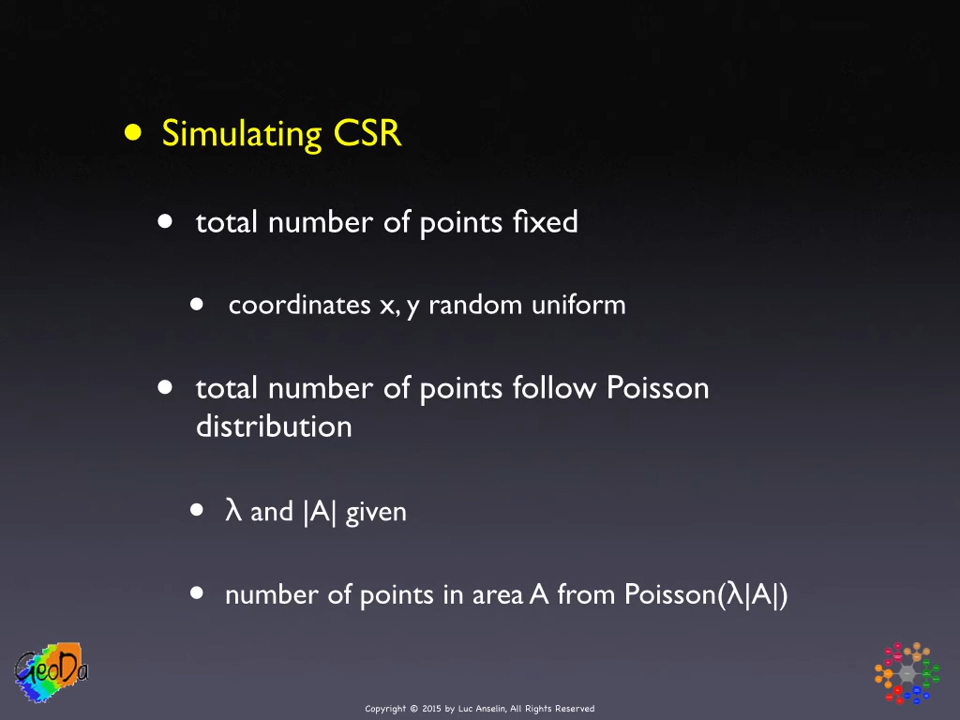 • Simulating CSR
• total number of points fixed
• coordinates x, y random uniform
• total number of points follow Poisson
distribution
• λ and |A| given
• number of points in area A from Poisson(λ|A|)
GeoDa
Copyright © 2015 by Luc Anselin, All Rights Reserved